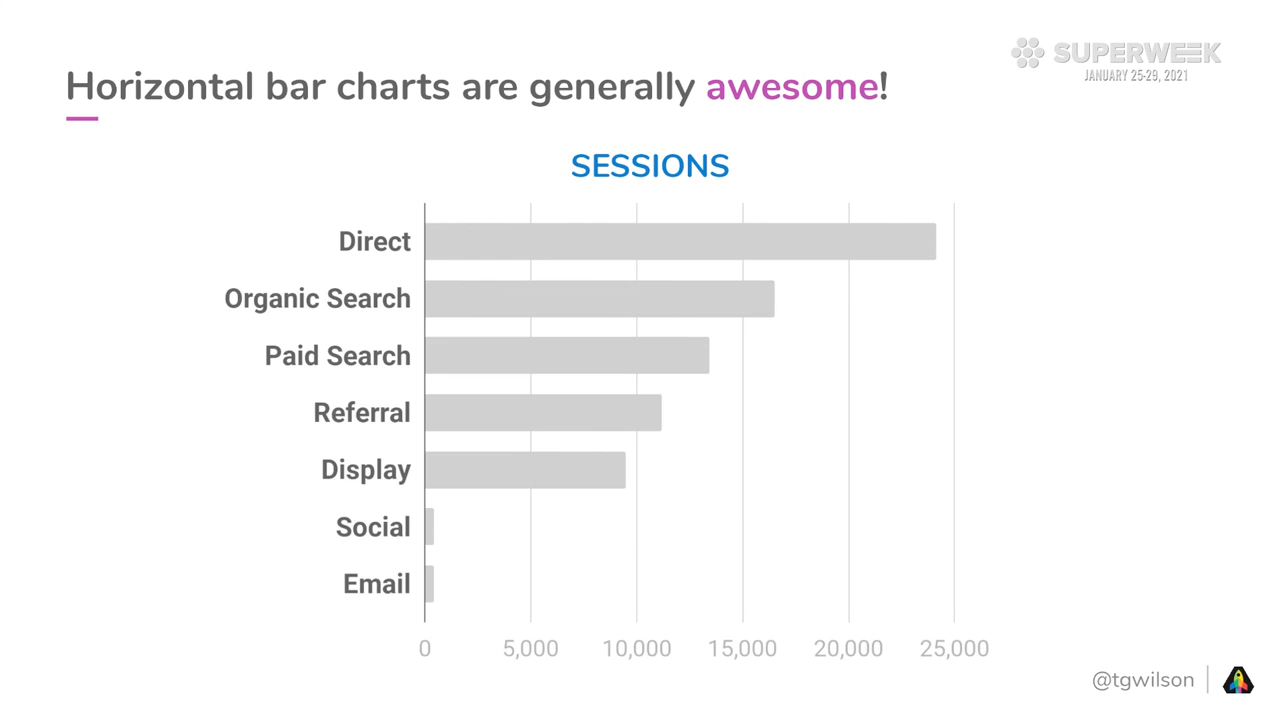 SUPERWEEK
JANUARY 25-29, 2021
Horizontal bar charts are generally awesome!
SESSIONS
Direct
Organic Search
Paid Search
Referral
Display
Social
Email
0 5,000 10,000 15,000 20,000 25,000
@tgwilson